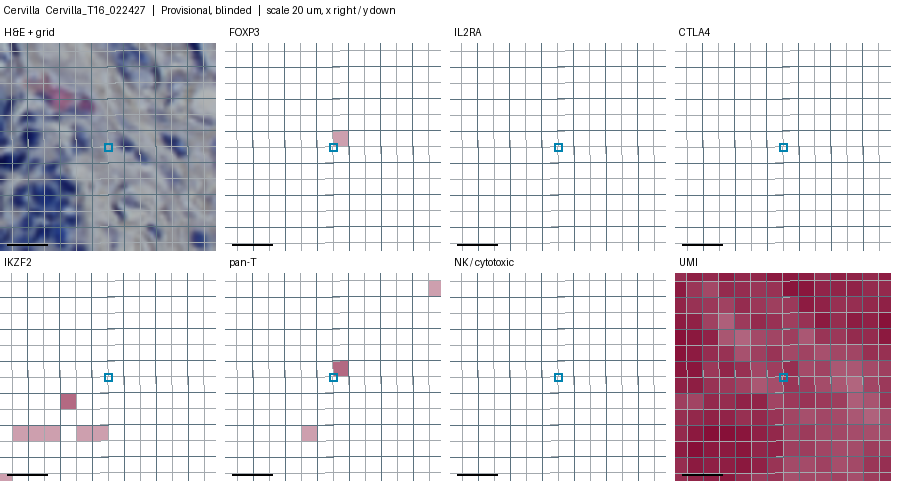 Cervilla Cervilla_T16_022427 | Provisional, blinded | scale 20 um, x right / y down
H&E + grid
FOXP3
IL2RA
CTLA4
IKZF2
pan-T
NK / cytotoxic
UMI